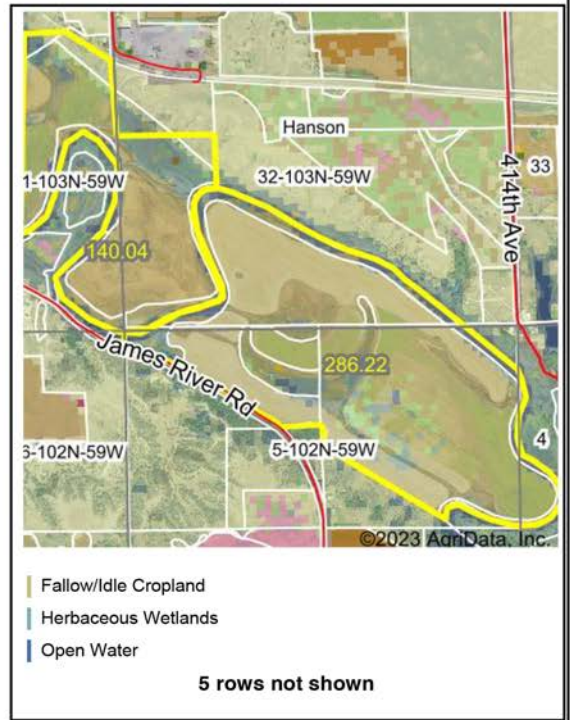 Hanson
1-103N-59W
32-103N-59W
33
414th Ave
140.04
James River Rd
286.22
6-102N-59W
5-102N-59W
4
©2023 AgriData, Inc.
Fallow/Idle Cropland
Herbaceous Wetlands
Open Water
5 rows not shown